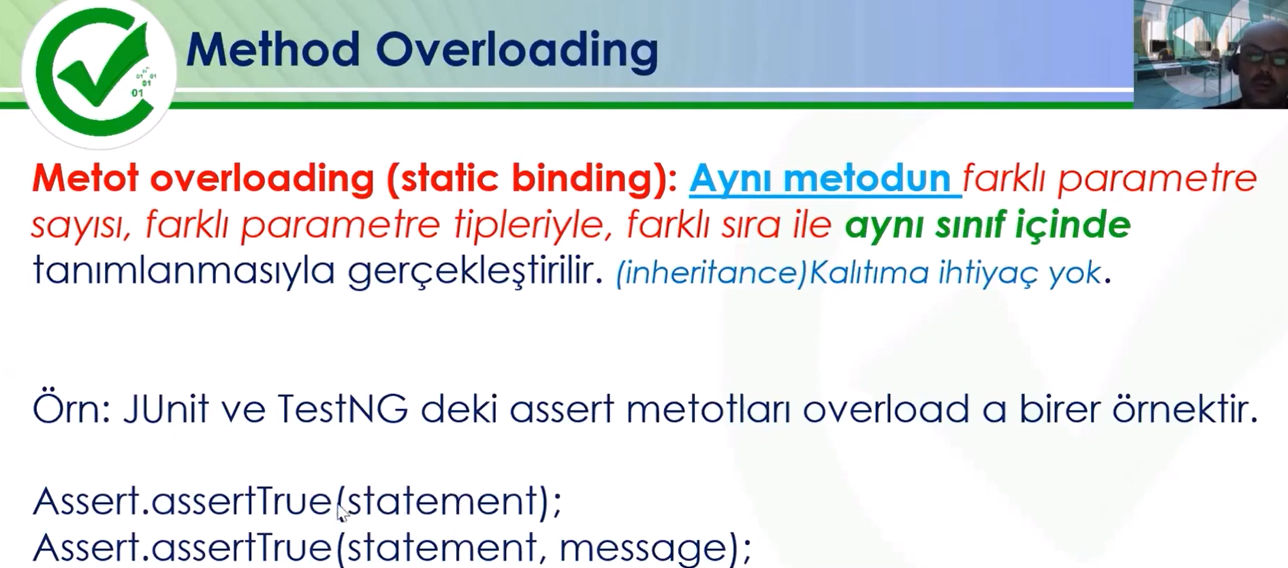 Method Overloading
Metot overloading (static binding): Aynı metodun farklı parametre
sayısı, farklı parametre tipleriyle, farklı sıra ile aynı sınıf içinde
tanımlanmasıyla gerçekleştirilir. (inheritance)Kalıtıma ihtiyaç yok.
Örn: JUnit ve TestNG deki assert metotları overload a birer örnektir.
Assert.assertTrue(statement);
Assert.assertTrue(statement, message);